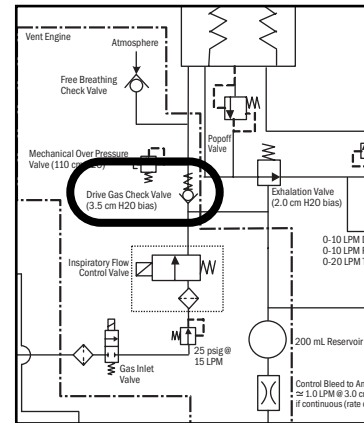 Vent Engine
Atmosphere
Free Breathing
Check Valve
Popoff
Valve
Mechanical Over Pressure
Valve (110 cm H2O)
Drive Gas Check Valve
(3.5 cm H2O bias)
Exhalation Valve
(2.0 cm H2O bias)
0-10 LPM
0-10 LPM
0-20 LPM
Inspiratory Flow
Control Valve
200 mL Reservoir
25 psig @
15 LPM
Gas Inlet
Valve
Control Bleed to
≃ 1.0 LPM @ 3.0
if continuous (rate